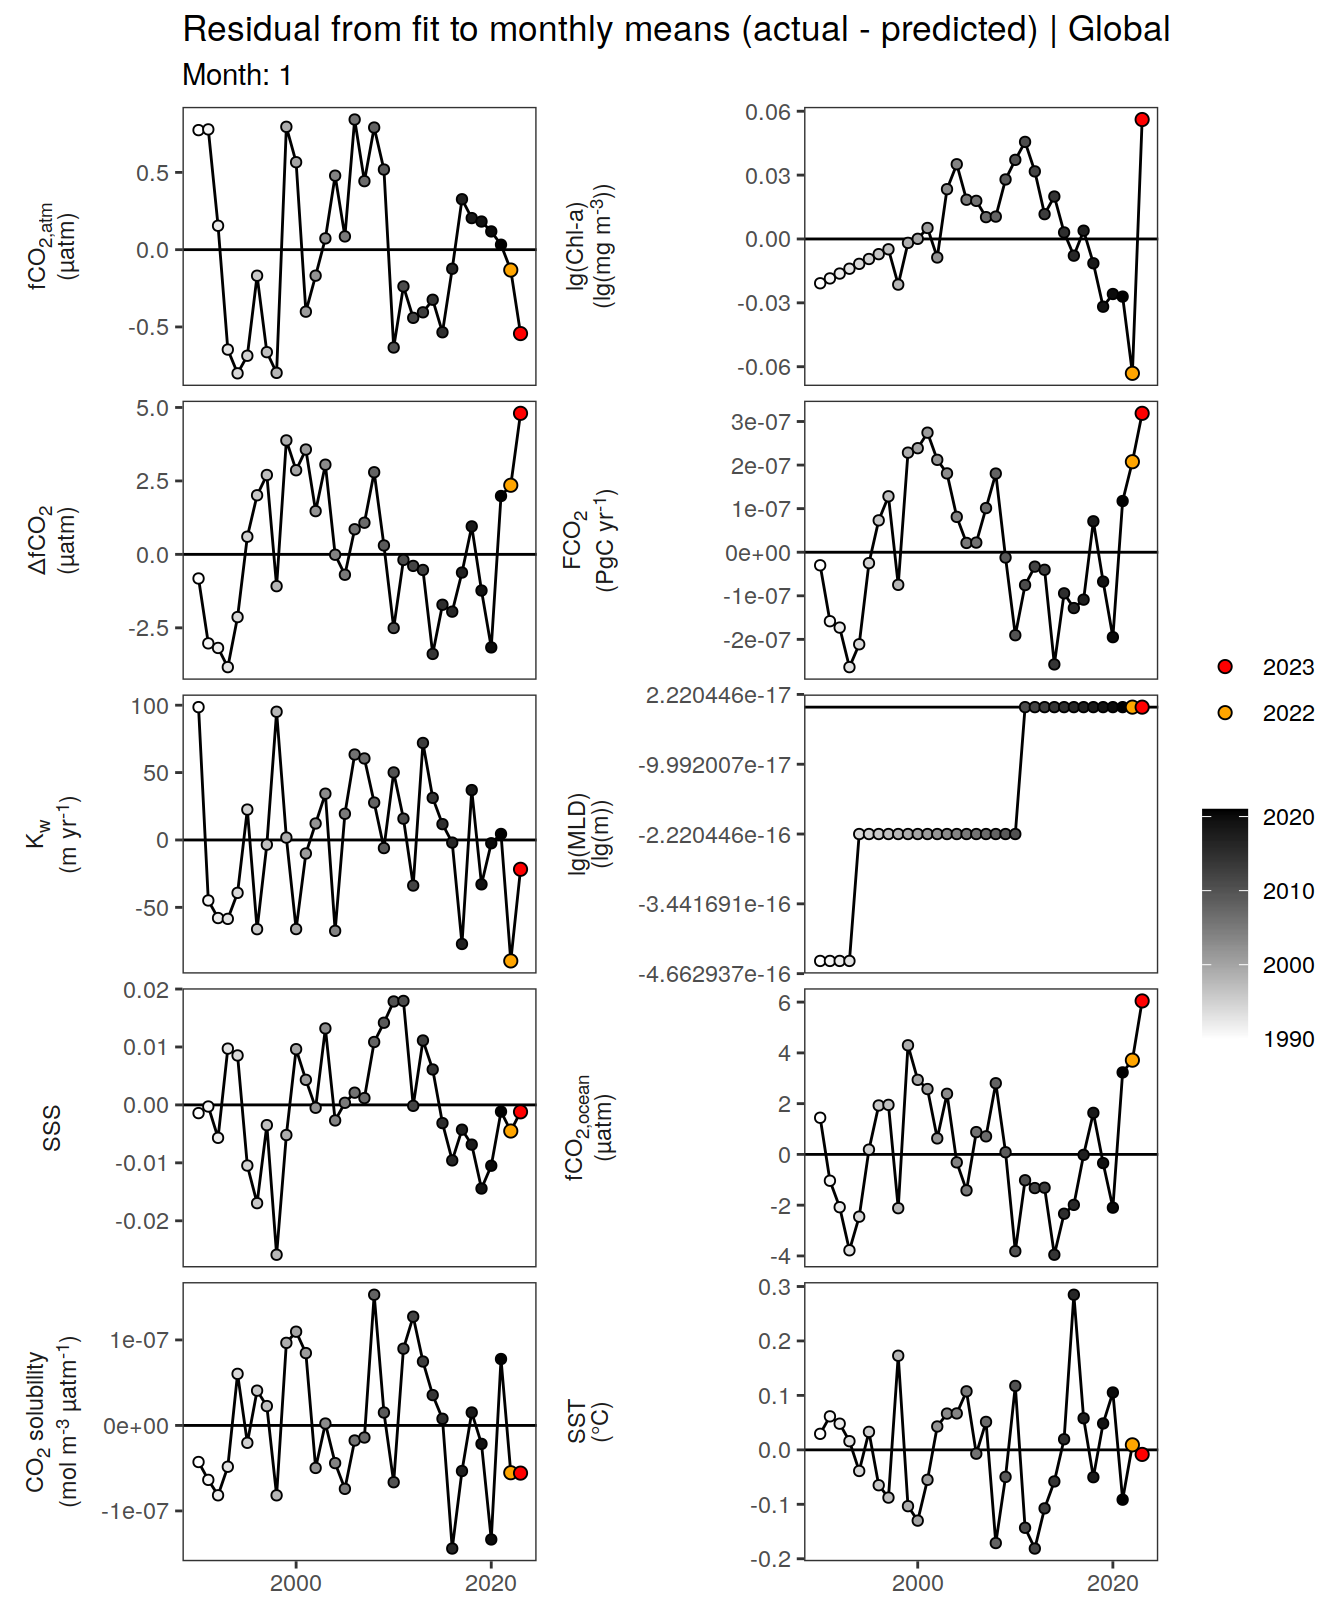 Residual from fit to monthly means (actual - predicted) | Global
Month: 1
fCO2,atm
(µatm)
0.5
0.0
-0.5
lg(Chl-a)
(lg(mg m-3))
0.06
0.03
0.00
-0.03
-0.06
ΔfCO2
(µatm)
5.0
2.5
0.0
-2.5
FCO2
(PgC yr-1)
3e-07
2e-07
1e-07
0e+00
-1e-07
-2e-07
Kw
(m yr-1)
100
50
0
-50
lg(MLD)
(lg(m))
2.220446e-17
-9.992007e-17
-2.220446e-16
-3.441691e-16
-4.662937e-16
SSS
0.02
0.01
0.00
-0.01
-0.02
fCO2,ocean
(µatm)
6
4
2
0
-2
-4
CO2 solubility
(mol m-3 µatm-1)
1e-07
0e+00
-1e-07
SST
(°C)
0.3
0.2
0.1
0.0
-0.1
-0.2
2000
2020
2000
2020
2023
2022
2020
2010
2000
1990